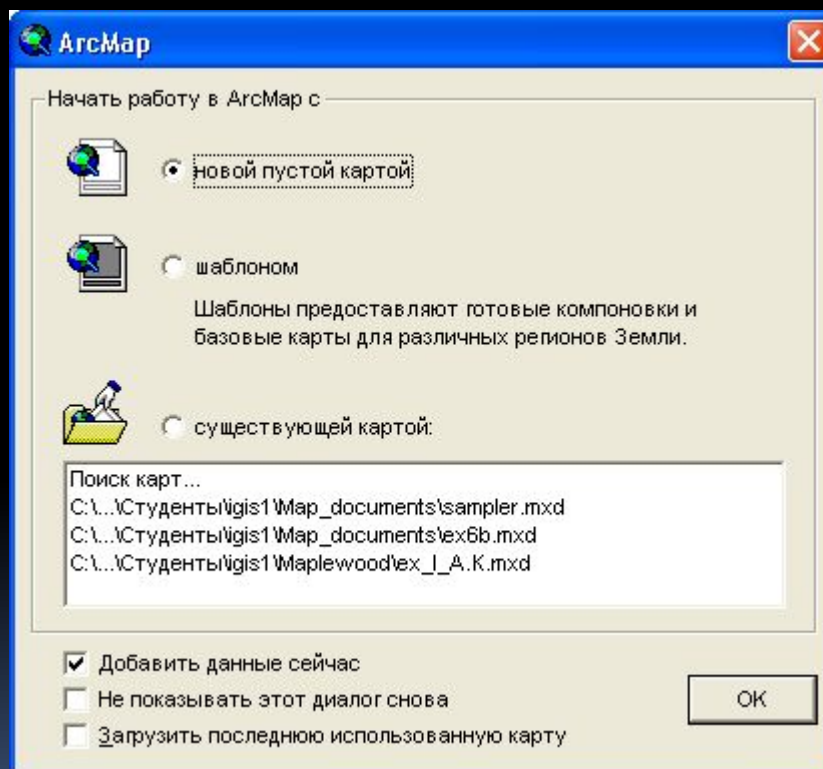 ArcMap
Начать работу в ArcMap с
новой пустой картой
шаблоном
Шаблоны предоставляют готовые компоновки и
базовые карты для различных регионов Земли.
существующей картой:
Поиск карт...
C:\...\Студенты\igis1\Map_documents\sampler.mxd
C:\...\Студенты\igis1\Map_documents\ex6b.mxd
C:\...\Студенты\igis1\Maplewood\ex_I_A.K.mxd
Добавить данные сейчас
Не показывать этот диалог снова
OK
Загрузить последнюю использованную карту